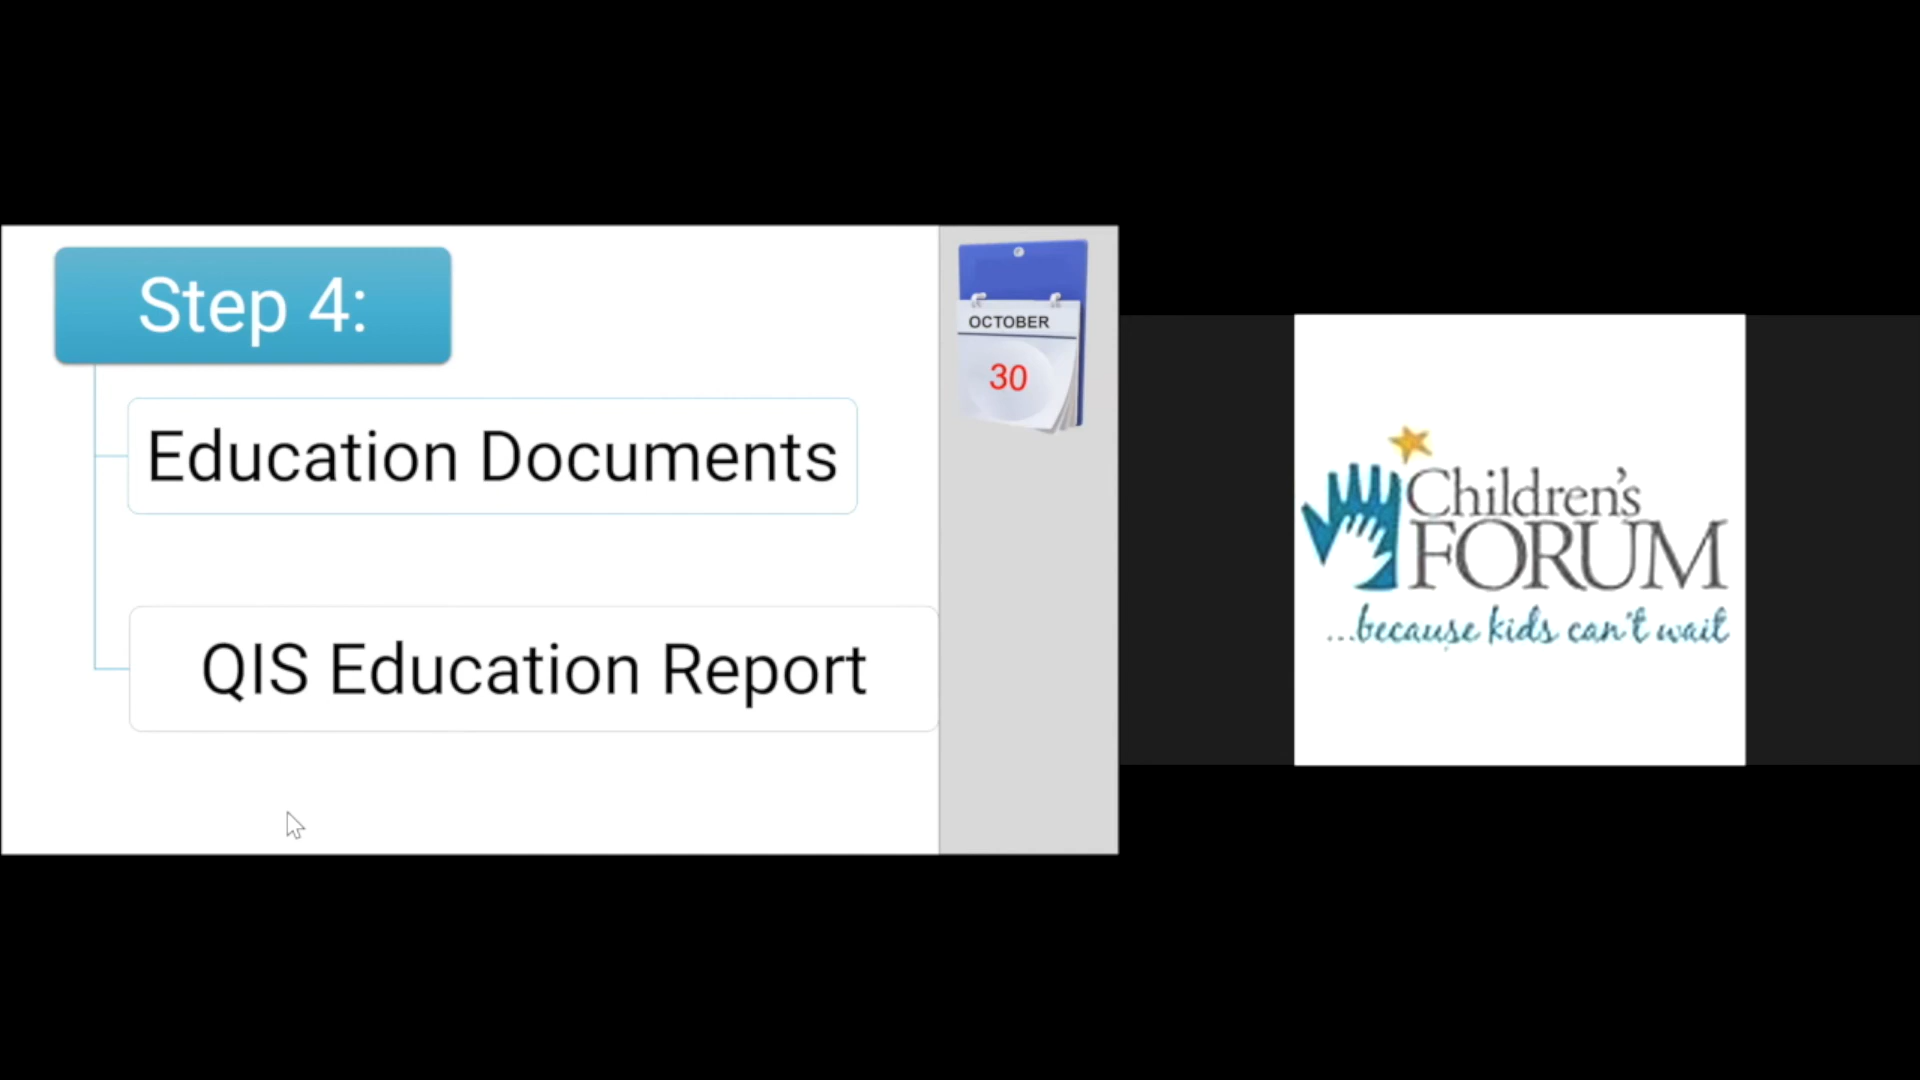 Step 4:
Education Documents
QIS Education Report
OCTOBER
30
Children's
FORUM
...because kids can't wait